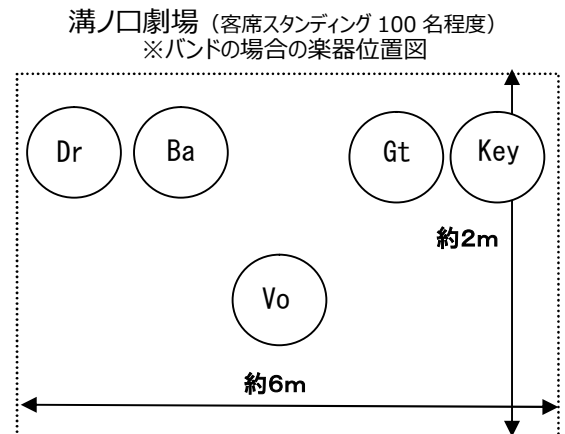 溝ノ口劇場（客席スタンディング 100 名程度）
※バンドの場合の楽器位置図
Dr Ba Gt Key
約2m
Vo
約6m